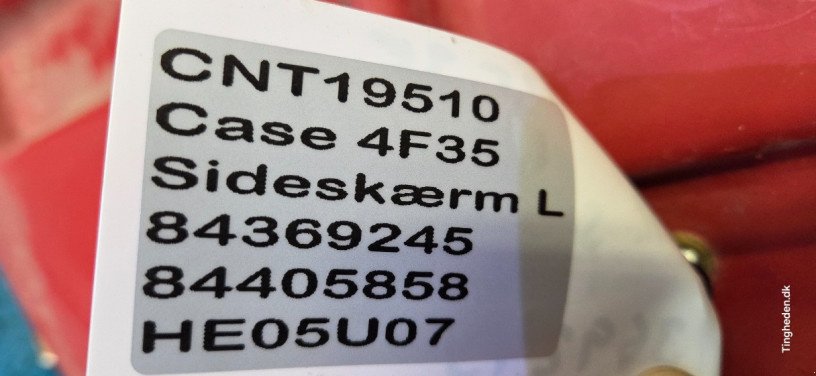 CNT19510
Case 4F35
Sideskærm L
84369245
84405858
HE05U07
Tingheden.dk